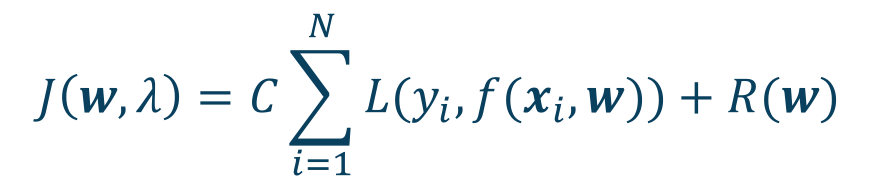 J(w, λ) = C ∑_{i=1}^{N} L(y_i, f(x_i, w)) + R(w)